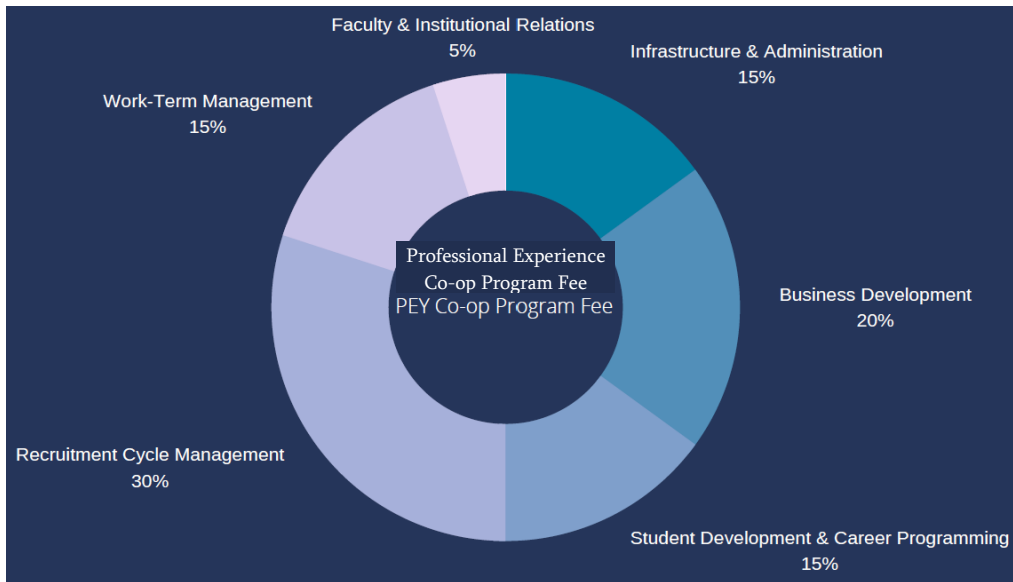 Faculty & Institutional Relations
5%
Infrastructure & Administration
15%
Work-Term Management
15%
Professional Experience
Co-op Program Fee
PEY Co-op Program Fee
Business Development
20%
Recruitment Cycle Management
30%
Student Development & Career Programming
15%